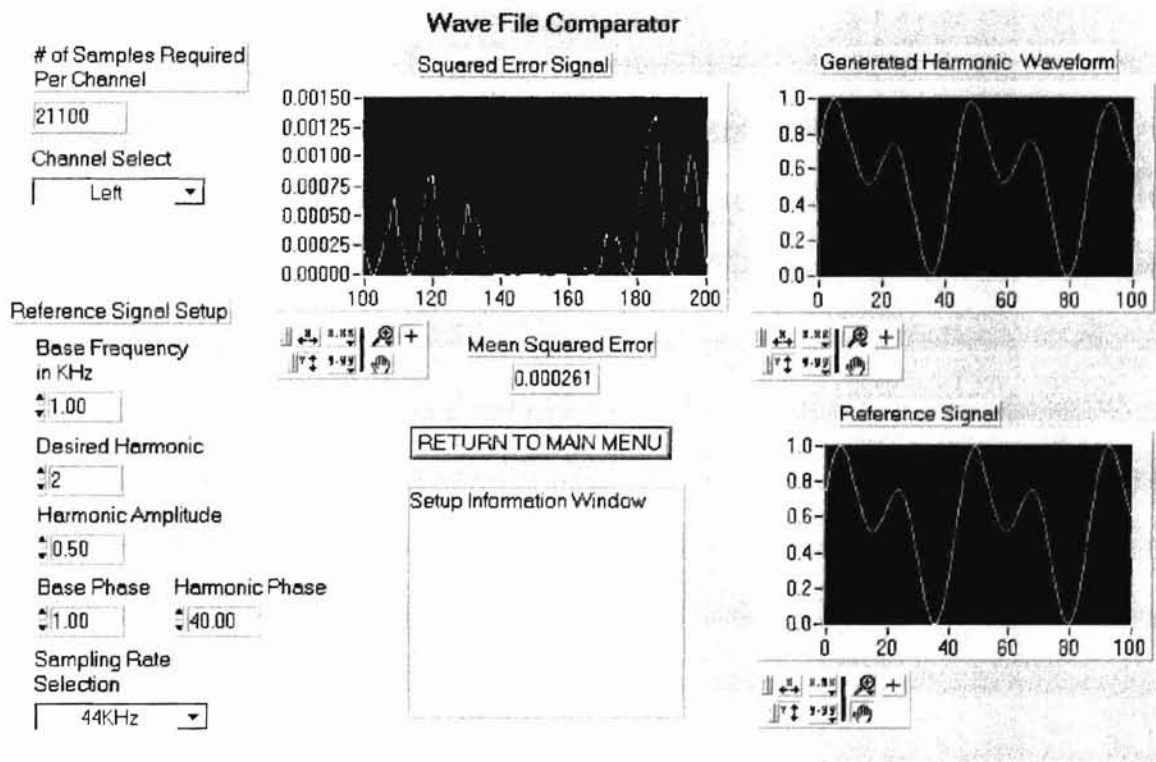 Wave File Comparator
# of Samples Required
Per Channel
21100
Channel Select
Left
Squared Error Signal
0.00150
0.00125
0.00100
0.00075
0.00050
0.00025
0.00000
100 120 140 160 180 200
Mean Squared Error
0.000261
Generated Harmonic Waveform
1.0
0.8
0.6
0.4
0.2
0.0
0 20 40 60 80 100
Reference Signal Setup
Base Frequency
in KHz
1.00
Desired Harmonic
2
Harmonic Amplitude
0.50
Base Phase Harmonic Phase
1.00 40.00
Sampling Rate
Selection
44KHz
RETURN TO MAIN MENU
Setup Information Window
Reference Signal
1.0
0.8
0.6
0.4
0.2
0.0
0 20 40 60 80 100